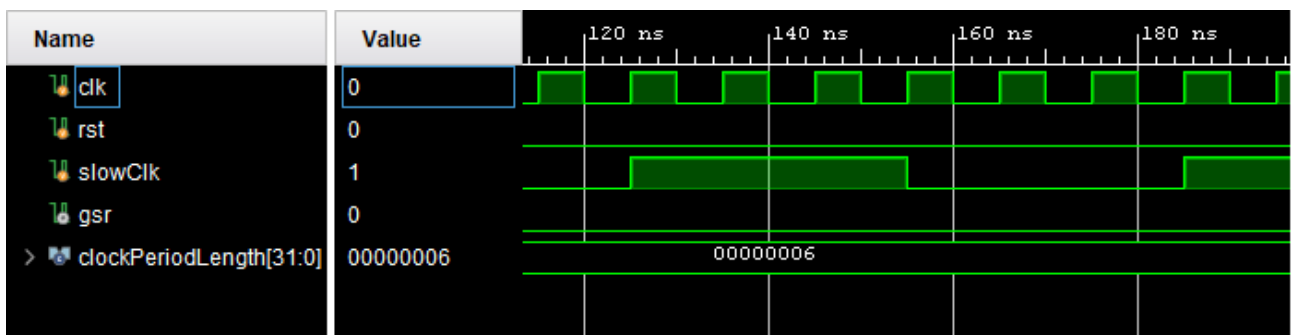 Name Value 120 ns 140 ns 160 ns 180 ns
clk 0
rst 0
slowClk 1
gsr 0
> clockPeriodLength[31:0] 00000006 00000006